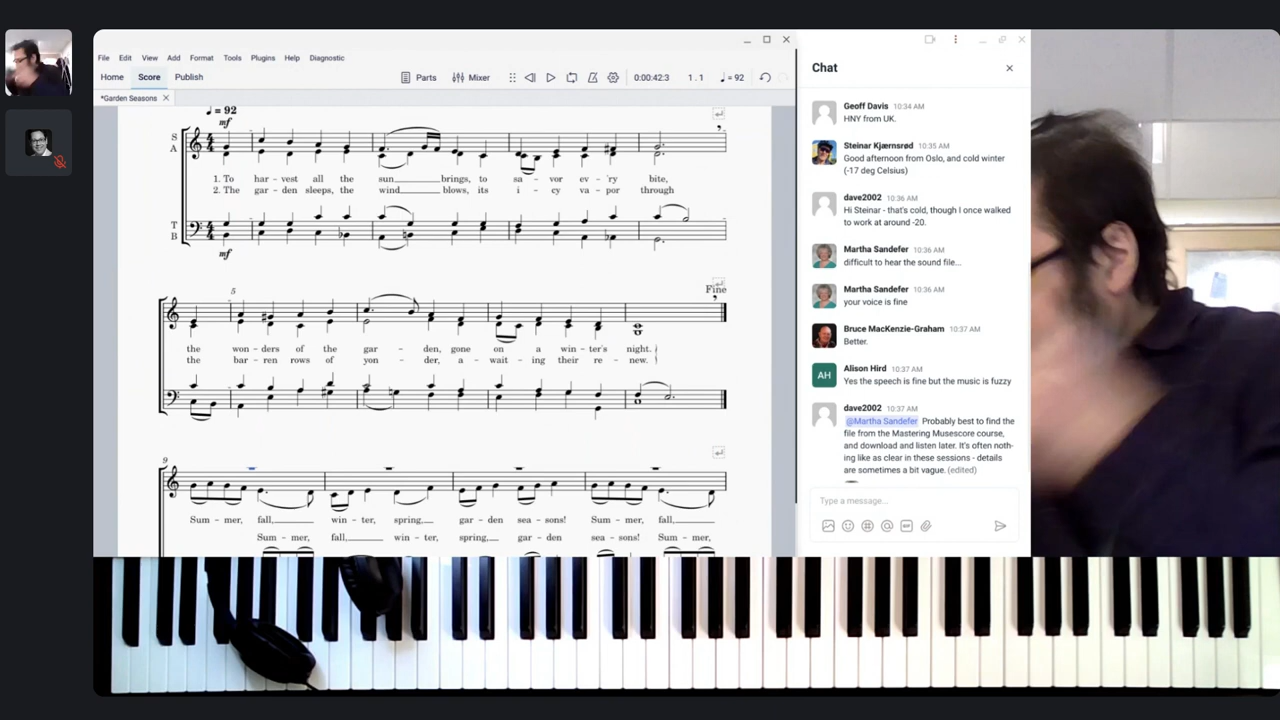 File Edit View Add Format Tools Plugins Help Diagnostic
Home Score Publish
Parts Mixer 0:00:42:3 1 . 1 = 92
*Garden Seasons
= 92
mf
S
A
1. To har - vest all the sun brings, to sa - vor ev - 'ry bite,
2. The gar - den sleeps, the wind blows, its i - cy va - por through
T
B
mf
5
Fine
the won - ders of the gar - den, gone on a win - ter's night.
the bar - ren rows of yon - der, a - wait - ing their re - new.
9
Sum - mer, fall, win - ter, spring, gar - den sea - sons! Sum - mer, fall,
Sum - mer, fall, win - ter, spring, gar - den sea - sons! Sum - mer,
Chat
Geoff Davis 10:34 AM
HNY from UK.
Steinar Kjærnsrød 10:35 AM
Good afternoon from Oslo, and cold winter
(-17 deg Celsius)
dave2002 10:36 AM
Hi Steinar - that's cold, though I once walked
to work at around -20.
Martha Sandefer 10:36 AM
difficult to hear the sound file...
Martha Sandefer 10:36 AM
your voice is fine
Bruce MacKenzie-Graham 10:37 AM
Better.
AH
Alison Hird 10:37 AM
Yes the speech is fine but the music is fuzzy
dave2002 10:37 AM
@Martha Sandefer Probably best to find the
file from the Mastering Musescore course,
and download and listen later. It's often noth-
ing like as clear in these sessions - details
are sometimes a bit vague. (edited)
Type a message...